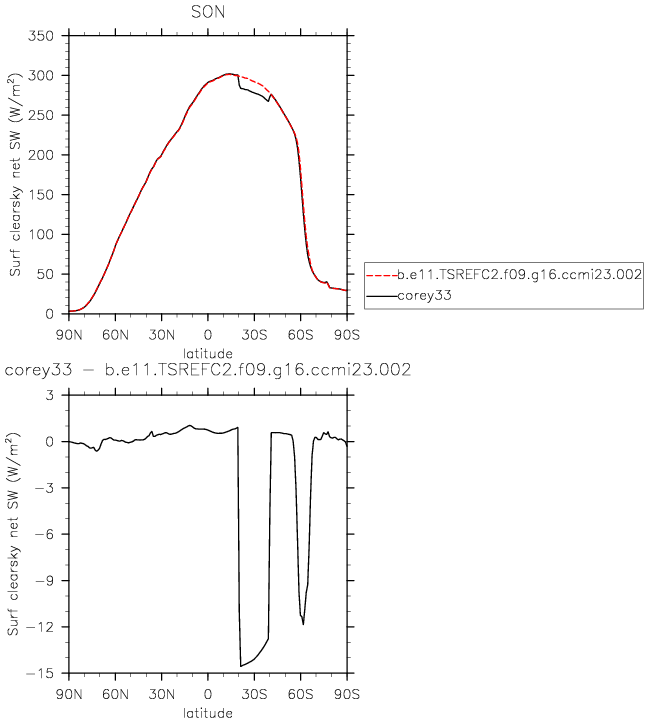 SON
350
300
250
200
150
100
50
0
Surf clearsky net SW (W/m²)
90N 60N 30N 0 30S 60S 90S
latitude
b.e11.TSREFC2.f09.g16.ccmi23.002
corey33
corey33 − b.e11.TSREFC2.f09.g16.ccmi23.002
3
0
−3
−6
−9
−12
−15
Surf clearsky net SW (W/m²)
90N 60N 30N 0 30S 60S 90S
latitude